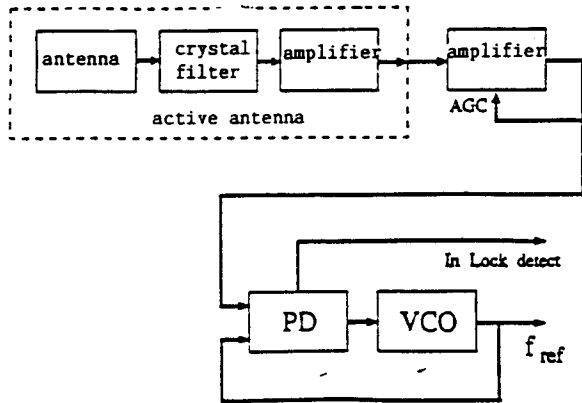 antenna
crystal
filter
amplifier
amplifier
active antenna
AGC
In Lock detect
PD
VCO
f ref